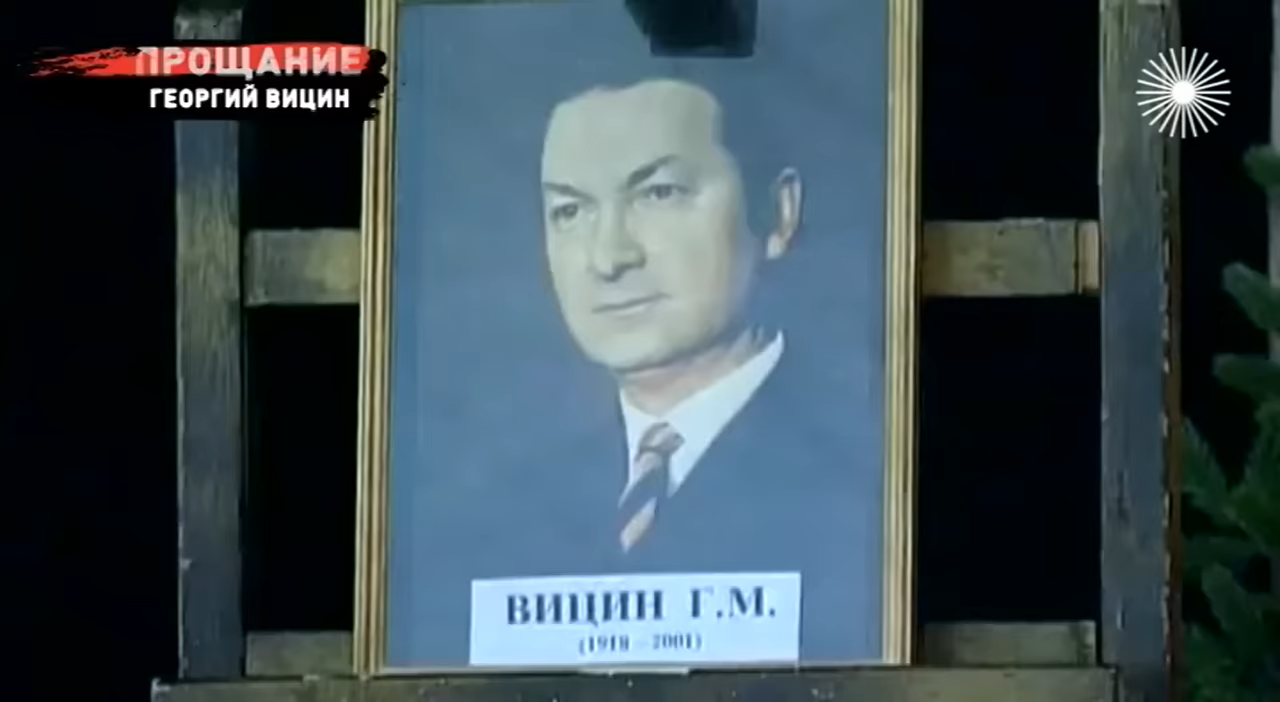 ПРОЩАНИЕ
ГЕОРГИЙ ВИЦИН
ВИЦИН Г.М.
(1918 – 2001)